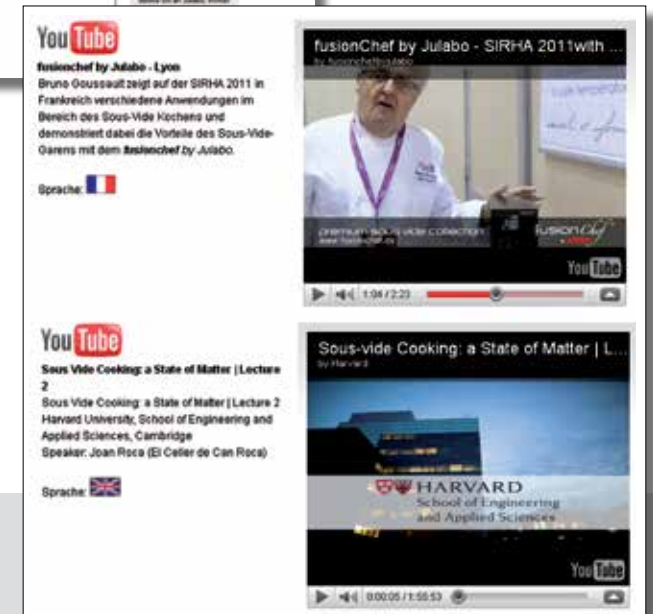 You Tube
fusionchef by Julabo - Lyon
Bruno Goussault zeigt auf der SIRHA 2011 in
Frankreich verschiedene Anwendungen im
Bereich des Sous-Vide Kochens und
demonstriert dabei die Vorteile des Sous-Vide-
Garens mit dem fusionchef by Julabo.
Sprache:
fusionChef by Julabo - SIRHA 2011with ...
by fusionchefbyjulabo
premium sous vide collection
www.fusionchef.de
fusionchef
You Tube
1:04 / 2:23
You Tube
Sous Vide Cooking: a State of Matter | Lecture
2
Sous Vide Cooking: a State of Matter | Lecture 2
Harvard University, School of Engineering and
Applied Sciences, Cambridge
Speaker: Joan Roca (El Celler de Can Roca)
Sprache:
Sous-vide Cooking: a State of Matter | L...
by Harvard
HARVARD
School of Engineering
and Applied Sciences
You Tube
0:00:05 / 1:55:53